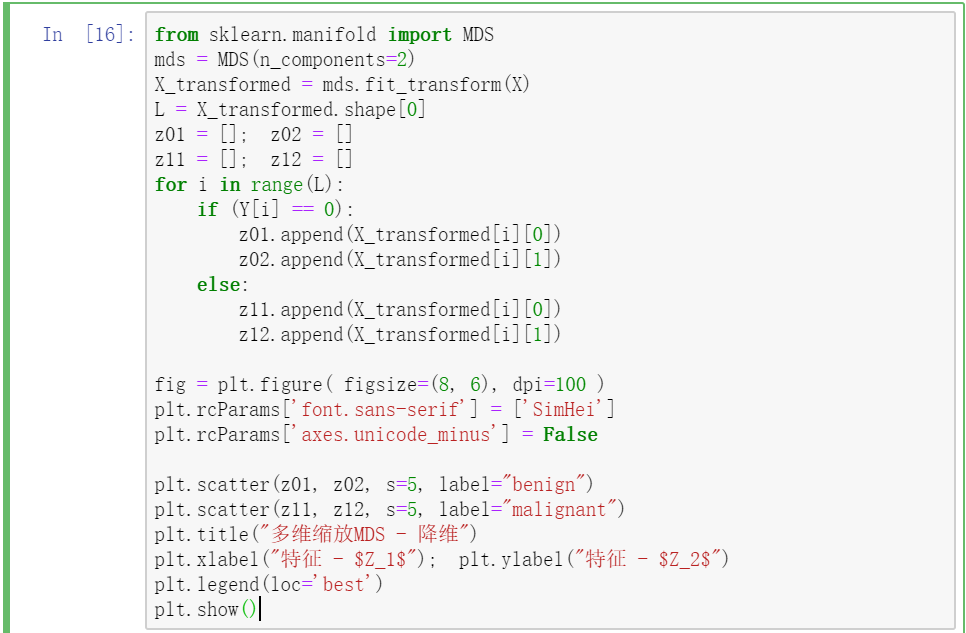 In [16]:
from sklearn.manifold import MDS
mds = MDS(n_components=2)
X_transformed = mds.fit_transform(X)
L = X_transformed.shape[0]
z01 = [];  z02 = []
z11 = [];  z12 = []
for i in range(L):
    if (Y[i] == 0):
        z01.append(X_transformed[i][0])
        z02.append(X_transformed[i][1])
    else:
        z11.append(X_transformed[i][0])
        z12.append(X_transformed[i][1])

fig = plt.figure( figsize=(8, 6), dpi=100 )
plt.rcParams['font.sans-serif'] = ['SimHei']
plt.rcParams['axes.unicode_minus'] = False

plt.scatter(z01, z02, s=5, label="benign")
plt.scatter(z11, z12, s=5, label="malignant")
plt.title("多维缩放MDS - 降维")
plt.xlabel("特征 - $Z_1$");  plt.ylabel("特征 - $Z_2$")
plt.legend(loc='best')
plt.show()